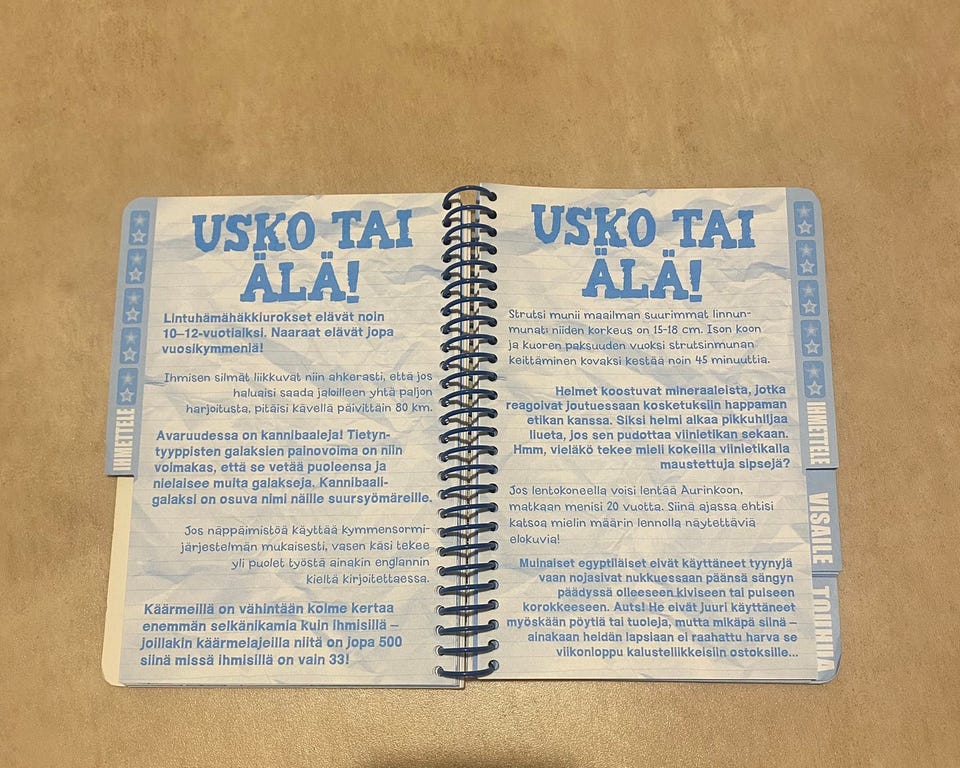 USKO TAI
ÄLÄ!
Lintuhämähäkkiurokset elävät noin
10–12-vuotiaiksi. Naaraat elävät jopa
vuosikymmeniä!
Ihmisen silmät liikkuvat niin ahkerasti, että jos
haluaisi saada jaloilleen yhtä paljon
harjoitusta, pitäisi kävellä päivittäin 80 km.
Avaruudessa on kannibaaleja! Tietyn-
tyyppisten galaksien painovoima on niin
voimakas, että se vetää puoleensa ja
nielaisee muita galakseja. Kannibaali-
galaksi on osuva nimi näille suursyömäreille.
Jos näppäimistöä käyttää kymmensormi-
järjestelmän mukaisesti, vasen käsi tekee
yli puolet työstä ainakin englannin
kieltä kirjoitettaessa.
Käärmeillä on vähintään kolme kertaa
enemmän selkänikamia kuin ihmisillä –
joillakin käärmelajeilla niitä on jopa 500
siinä missä ihmisillä on vain 33!
IHMETTELE
USKO TAI
ÄLÄ!
Strutsi munii maailman suurimmat linnun-
munat: niiden korkeus on 15-18 cm. Ison koon
ja kuoren paksuuden vuoksi strutsinmunan
keittäminen kovaksi kestää noin 45 minuuttia.
Helmet koostuvat mineraaleista, jotka
reagoivat joutuessaan kosketuksiin happaman
etikan kanssa. Siksi helmi alkaa pikkuhiljaa
liueta, jos sen pudottaa viinietikan sekaan.
Hmm, vieläkö tekee mieli kokeilla viinietikalla
maustettuja sipsejä?
Jos lentokoneella voisi lentää Aurinkoon,
matkaan menisi 20 vuotta. Siinä ajassa ehtisi
katsoa mielin määrin lennolla näytettäviä
elokuvia!
Muinaiset egyptiläiset eivät käyttäneet tyynyjä
vaan nojasivat nukkuessaan päänsä sängyn
päädyssä olleeseen kiviseen tai puiseen
korokkeeseen. Auts! He eivät juuri käyttäneet
myöskään pöytiä tai tuoleja, mutta mikäpä siinä –
ainakaan heidän lapsiaan ei raahattu harva se
viikonloppu kalusteliikkeisiin ostoksille...
IHMETTELE
VISAILE
TOHINHA